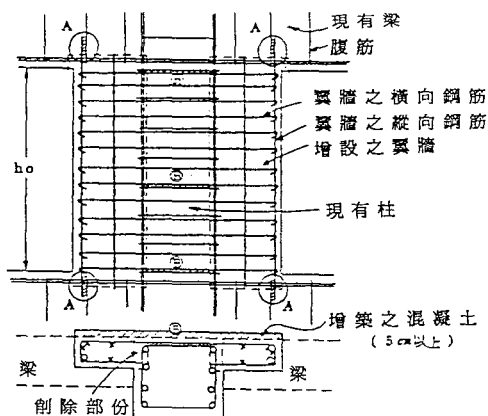 A
A
現有梁
腹筋
翼牆之橫向鋼筋
翼牆之縱向鋼筋
增設之翼牆
ho
現有柱
A
A
增築之混凝土
(5cm以上)
梁
梁
削除部份